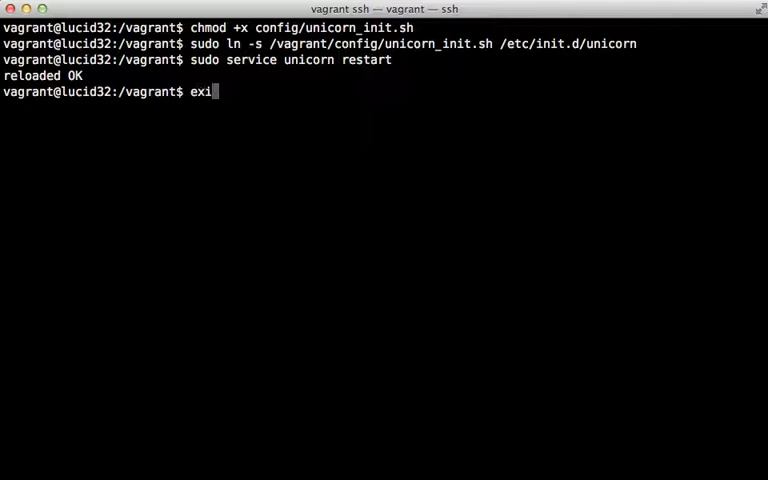 vagrant ssh — vagrant — ssh
vagrant@lucid32:/vagrant$ chmod +x config/unicorn_init.sh
vagrant@lucid32:/vagrant$ sudo ln -s /vagrant/config/unicorn_init.sh /etc/init.d/unicorn
vagrant@lucid32:/vagrant$ sudo service unicorn restart
reloaded OK
vagrant@lucid32:/vagrant$ exi